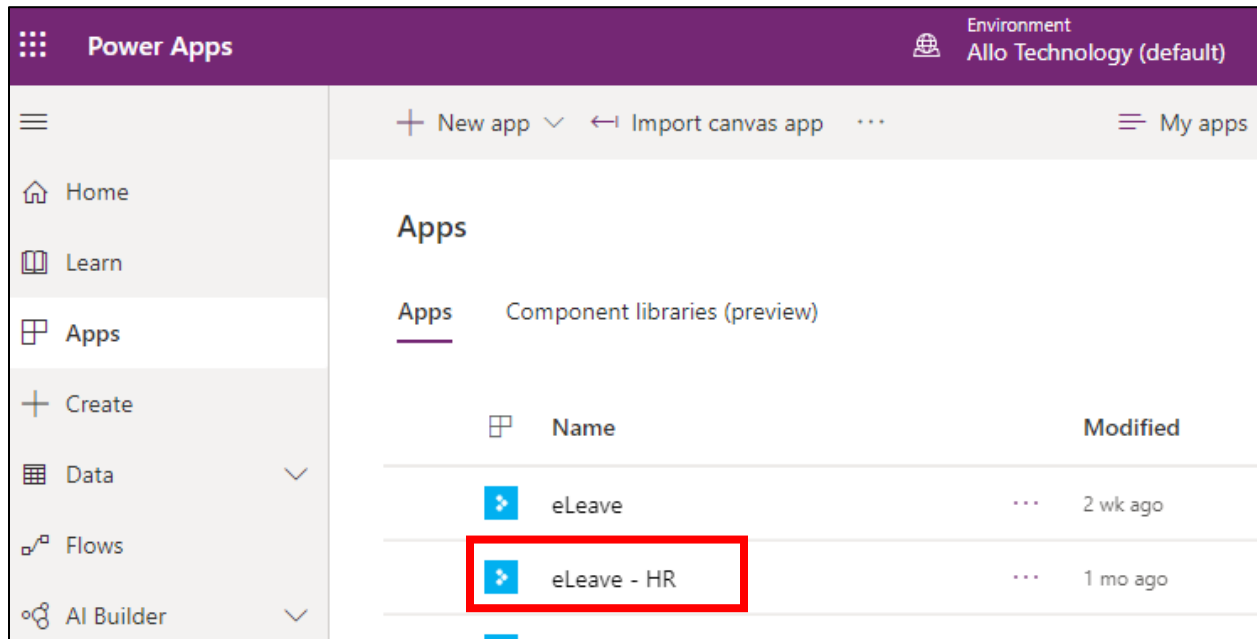 Power Apps
Environment
Allo Technology (default)
New app
Import canvas app
My apps
Home
Learn
Apps
Create
Data
Flows
AI Builder
Apps
Apps
Component libraries (preview)
Name
Modified
eLeave
2 wk ago
eLeave - HR
1 mo ago